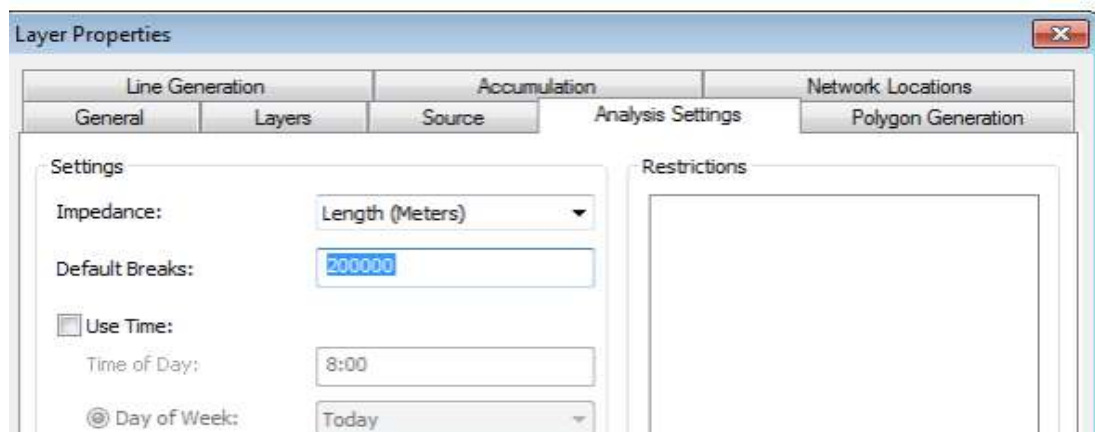 Layer Properties
Line Generation Accumulation Network Locations
General Layers Source Analysis Settings Polygon Generation
Settings Restrictions
Impedance: Length (Meters)
Default Breaks: 200000
Use Time:
Time of Day: 8:00
Day of Week: Today